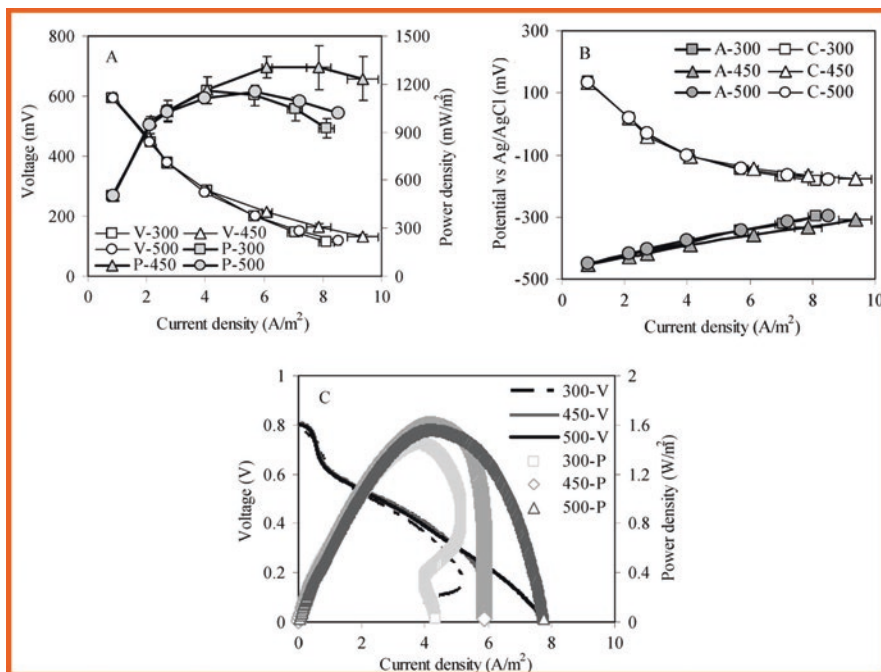 A
800
600
400
200
0
Voltage (mV)
1500
1200
900
600
300
0
Power density (mW/m²)
V-300 V-450
V-500 P-300
P-450 P-500
0 2 4 6 8 10
Current density (A/m²)
B
300
100
-100
-300
-500
Potential vs Ag/AgCl (mV)
A-300 C-300
A-450 C-450
A-500 C-500
0 2 4 6 8 10
Current density (A/m²)
C
1
0.8
0.6
0.4
0.2
0
Voltage (V)
2
1.6
1.2
0.8
0.4
0
Power density (W/m²)
300-V
450-V
500-V
300-P
450-P
500-P
0 2 4 6 8 10
Current density (A/m²)